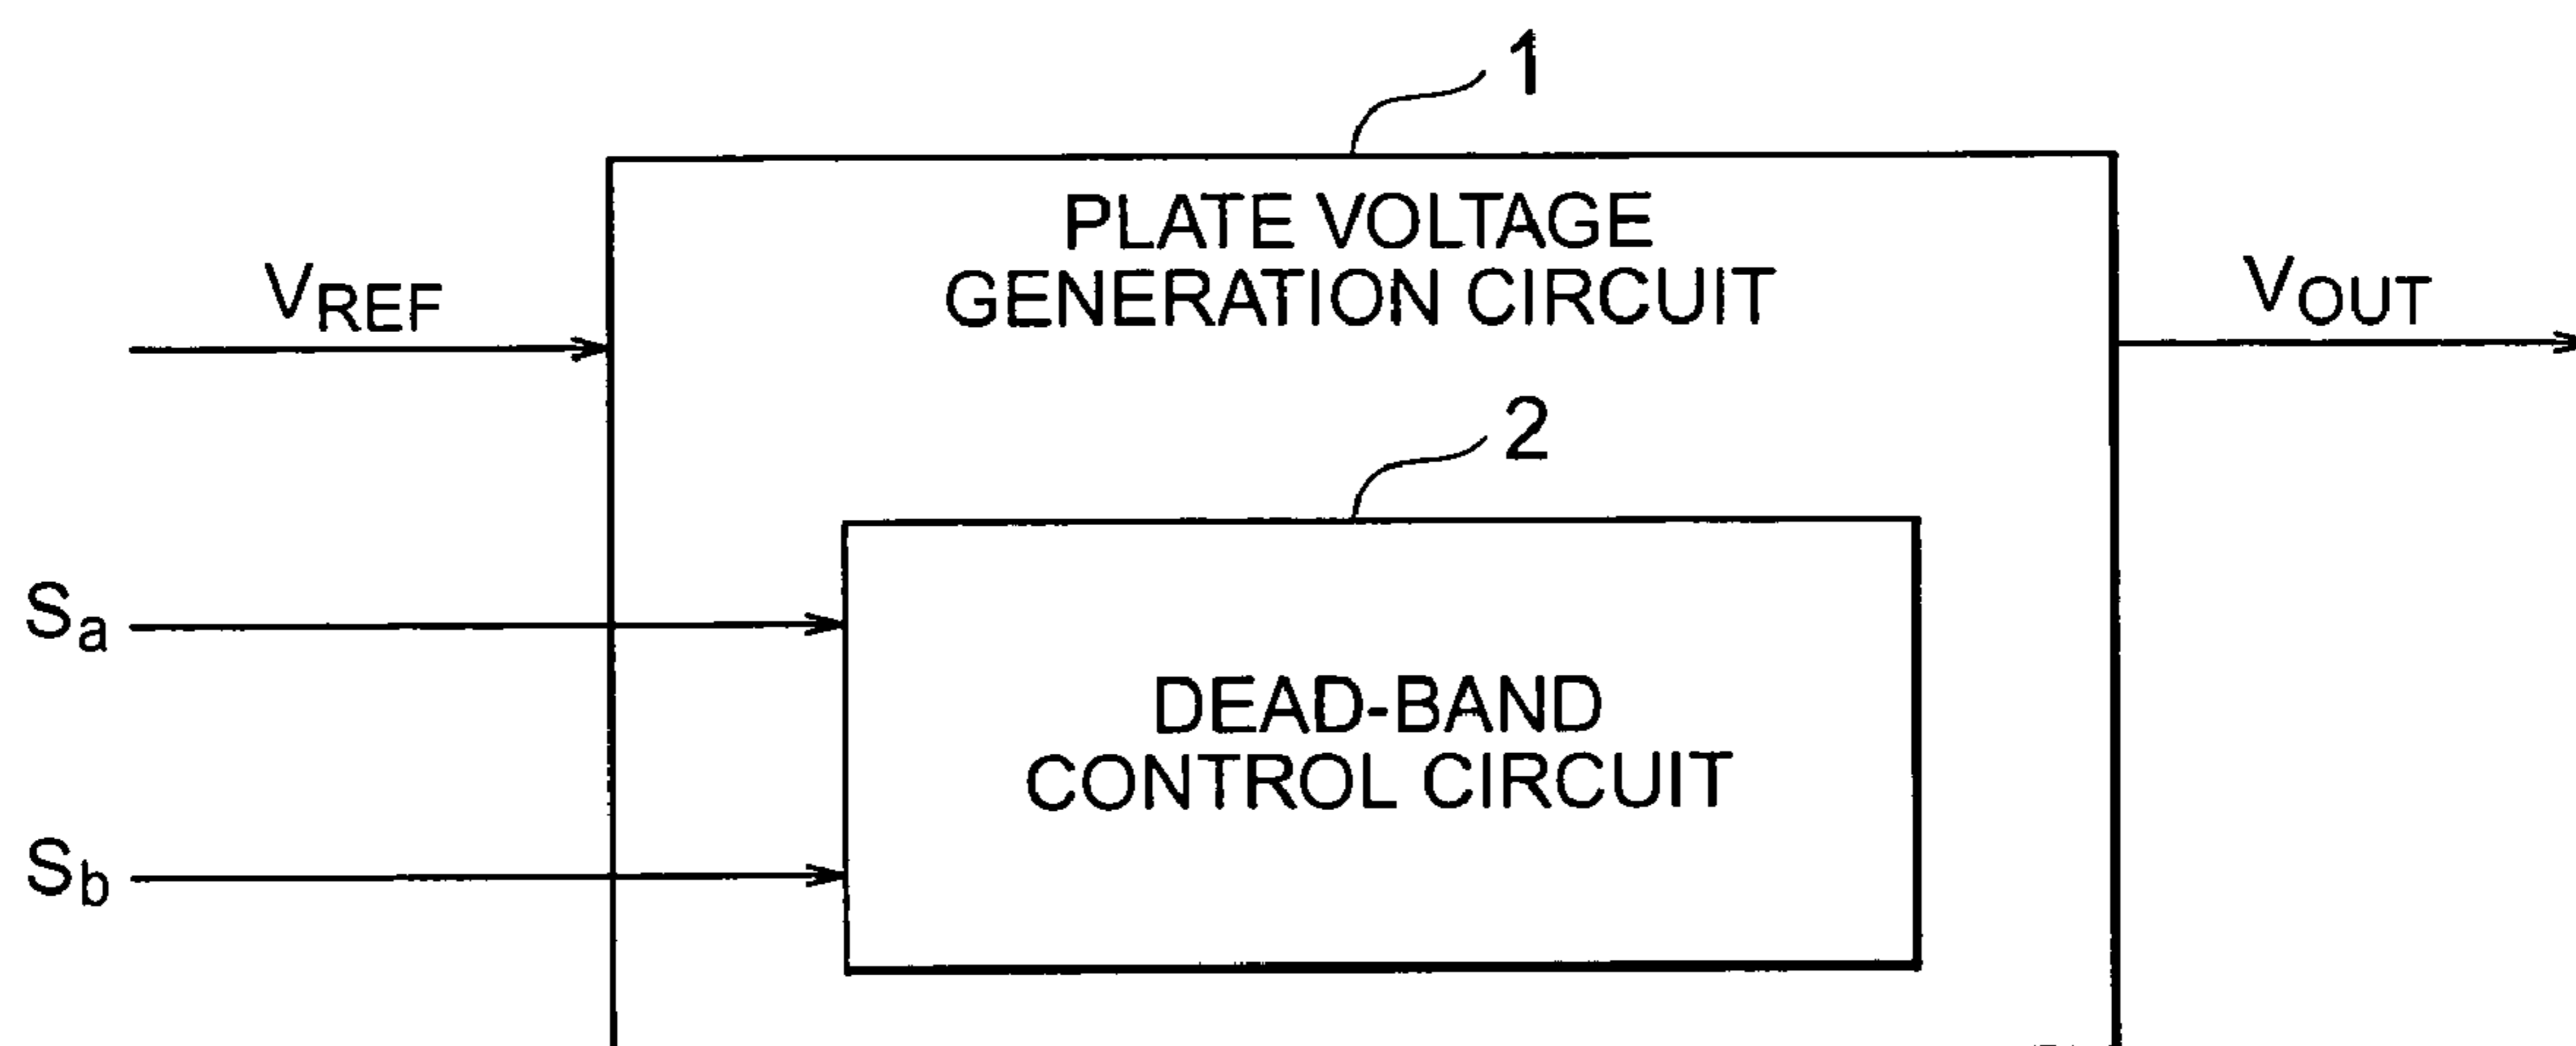 1
PLATE VOLTAGE
GENERATION CIRCUIT
VREF
VOUT
2
Sa
DEAD-BAND
CONTROL CIRCUIT
Sb